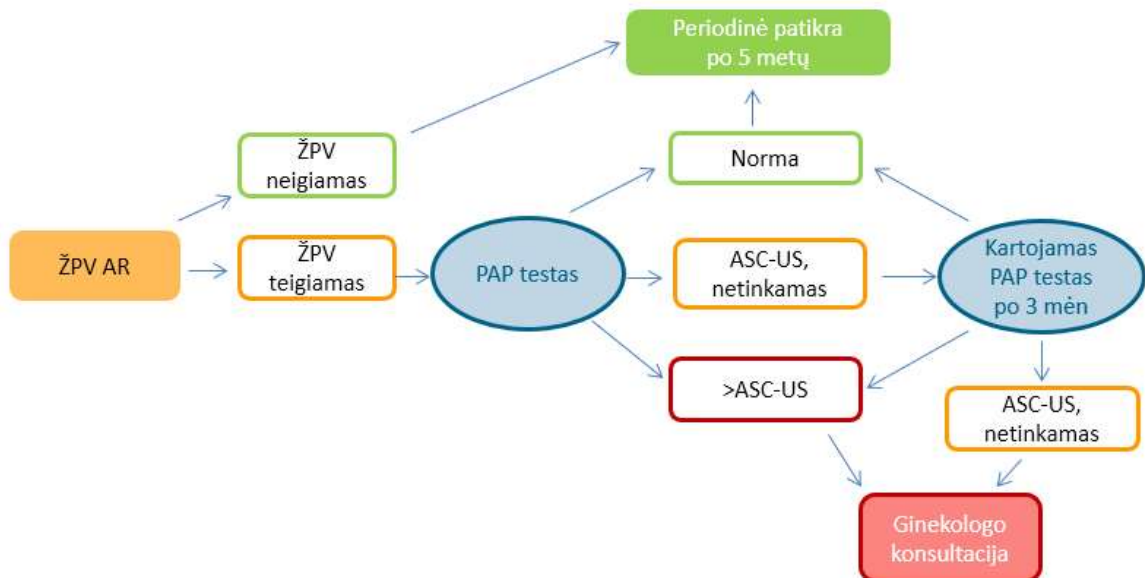 Periodinė patikra
po 5 metų
ŽPV
neigiamas
Norma
ŽPV AR
ŽPV
teigiamas
PAP testas
ASC-US,
netinkamas
Kartojamas
PAP testas
po 3 mėn
>ASC-US
ASC-US,
netinkamas
Ginekologo
konsultacija